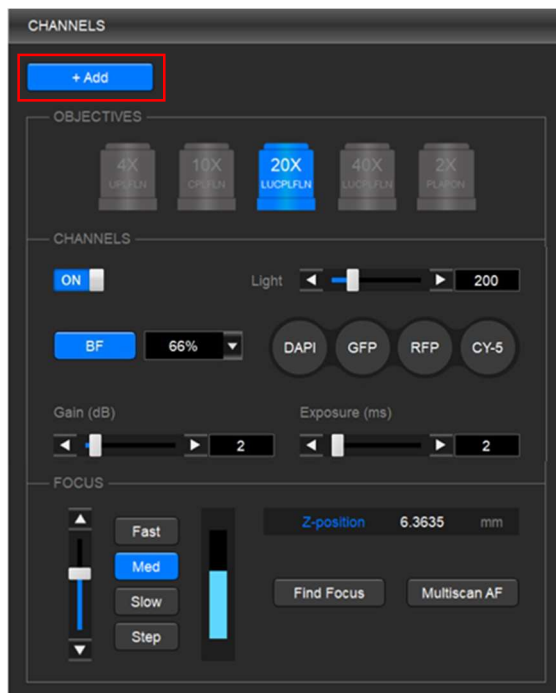 CHANNELS
+ Add
OBJECTIVES
4X 10X 20X 40X 2X
UPLFLN CPLFLN LUCPLFLN LUCPLFLN PLAPON
CHANNELS
ON Light 200
BF 66% DAPI GFP RFP CY-5
Gain (dB) Exposure (ms)
2 2
FOCUS
Fast Z-position 6.3635 mm
Med
Slow Find Focus Multiscan AF
Step